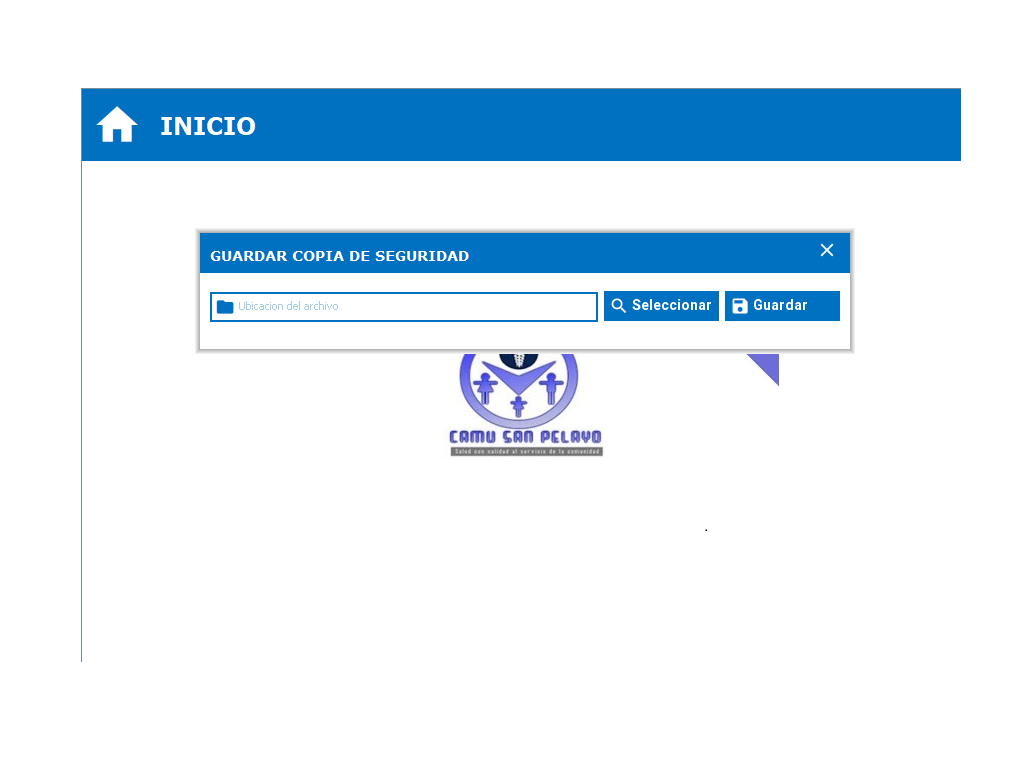 INICIO
GUARDAR COPIA DE SEGURIDAD
Ubicacion del archivo
Seleccionar
Guardar
CAMU SAN PELAYO
Salud con calidad al servicio de la comunidad
.